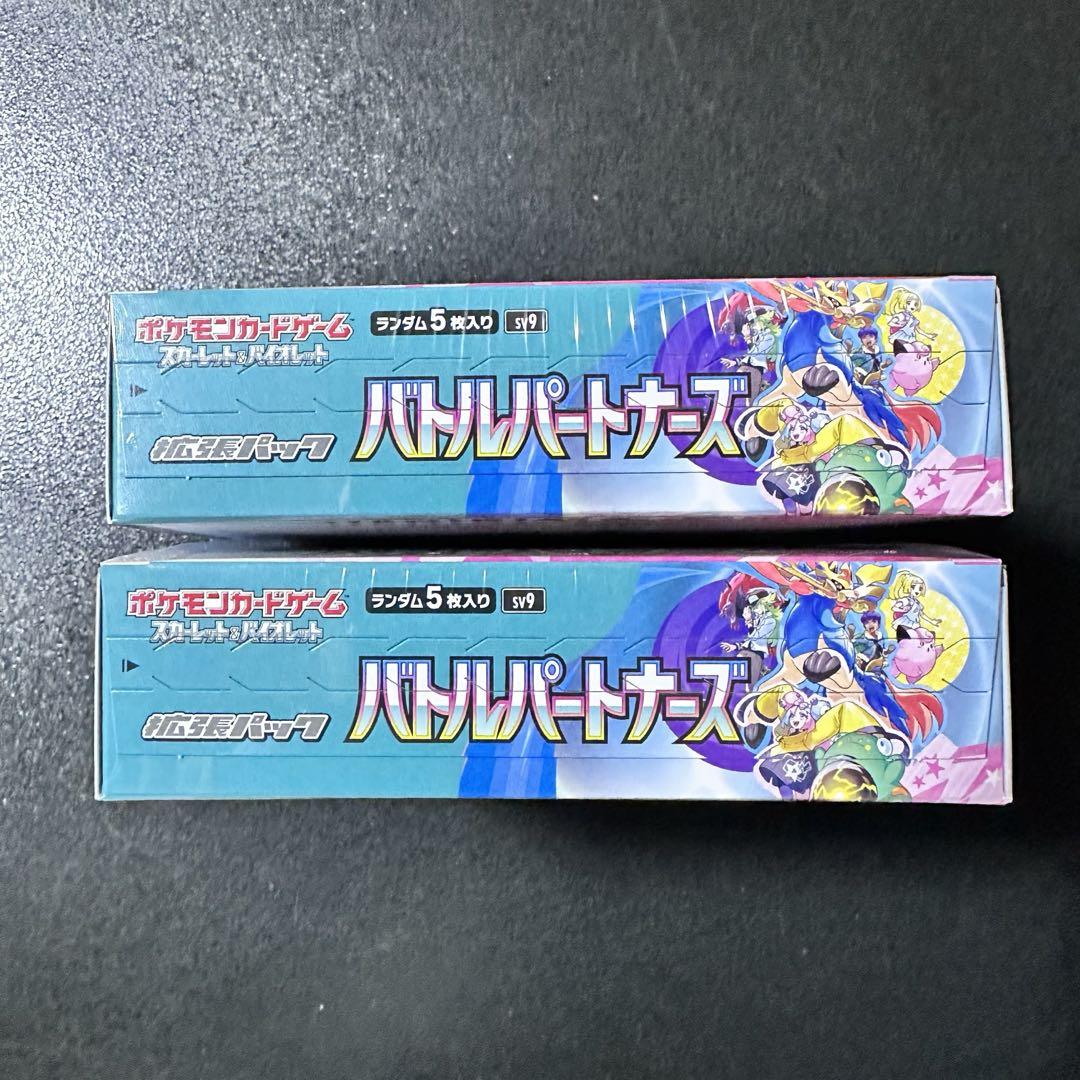 ポケモンカードゲーム
スカーレット&バイオレット
ランダム5枚入り
SV9
拡張パック
バトルパートナーズ
ポケモンカードゲーム
スカーレット&バイオレット
ランダム5枚入り
SV9
拡張パック
バトルパートナーズ